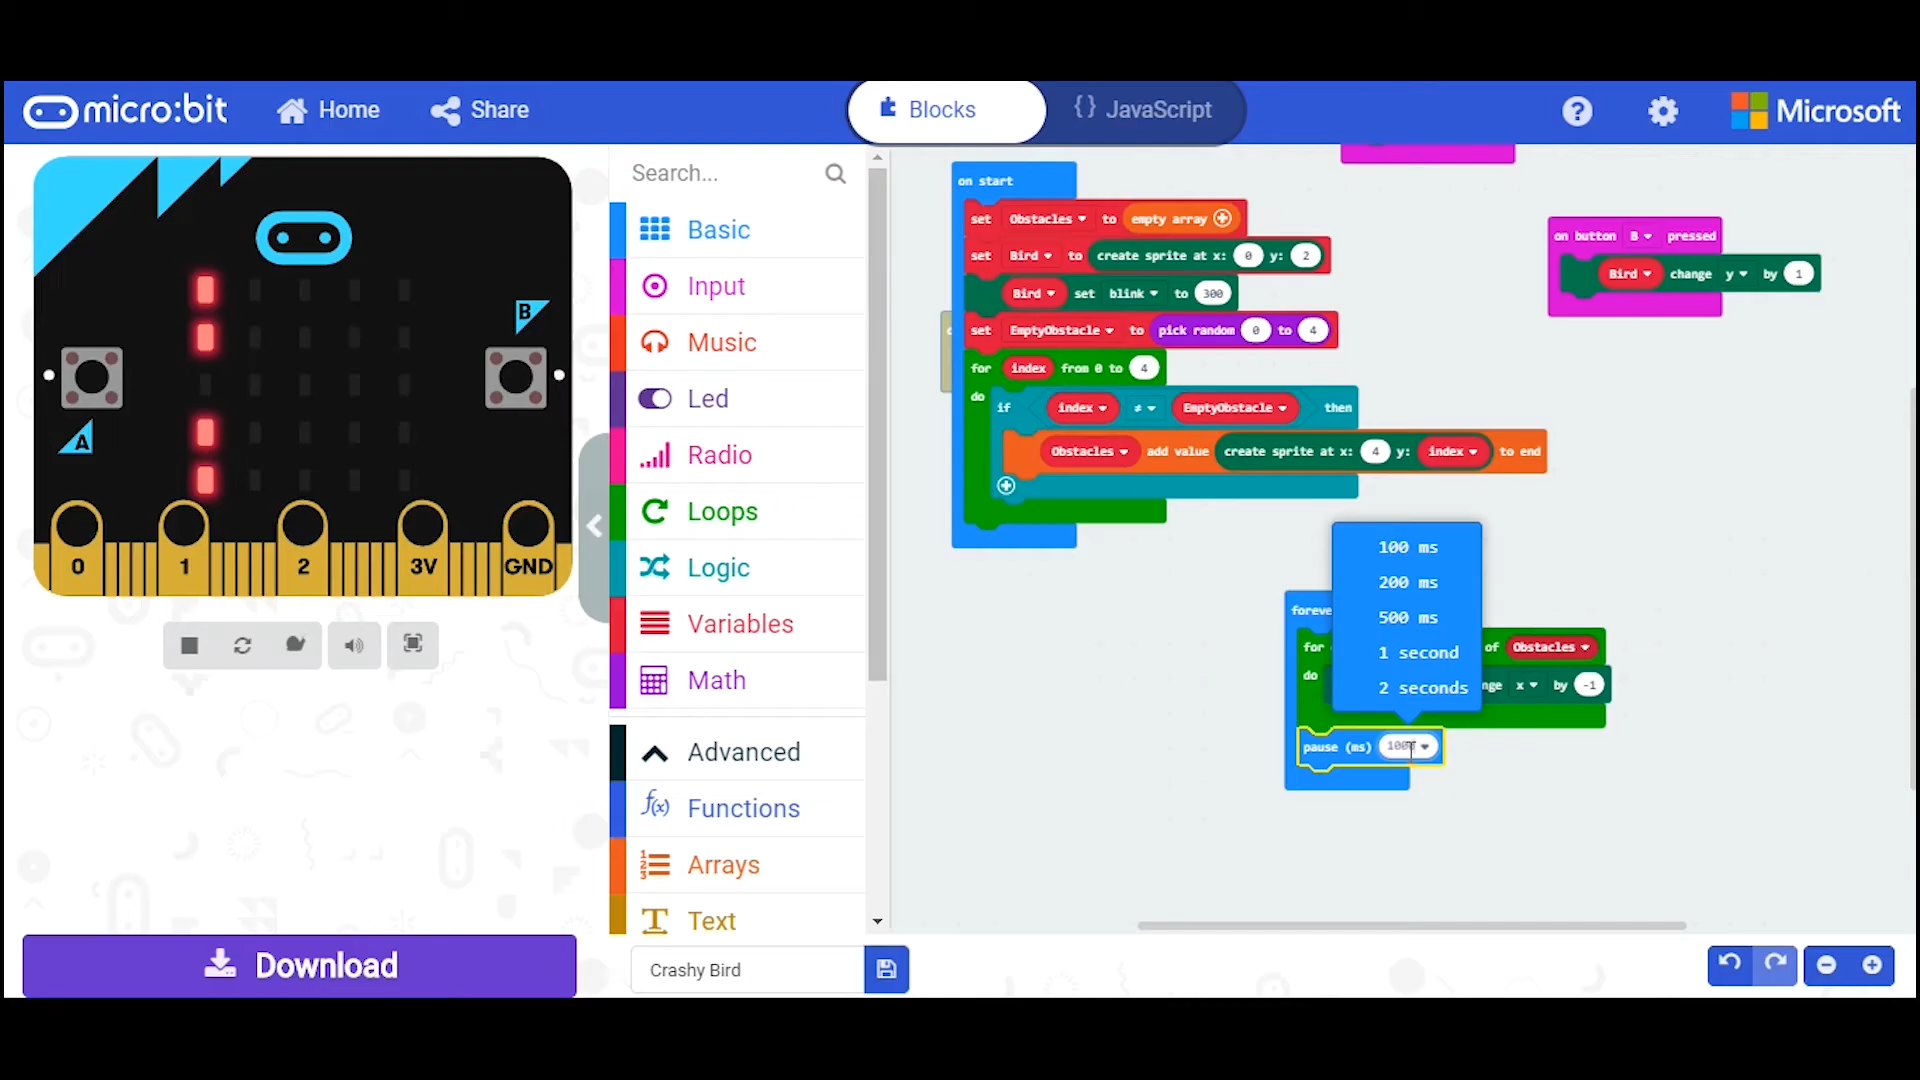 micro:bit
Home
Share
Blocks
{} JavaScript
?
Microsoft
B
A
0 1 2 3V GND
Download
Search...
Basic
Input
Music
Led
Radio
Loops
Logic
Variables
Math
Advanced
f(x) Functions
Arrays
Text
Crashy Bird
on start
set Obstacles to empty array
set Bird to create sprite at x: 0 y: 2
Bird set blink to 300
set EmptyObstacle to pick random 0 to 4
for index from 0 to 4
do
if index ≠ EmptyObstacle then
Obstacles add value create sprite at x: 4 y: index to end
on button B pressed
Bird change y by 1
100 ms
200 ms
500 ms
1 second
2 seconds
for of Obstacles
do x by -1
pause (ms)